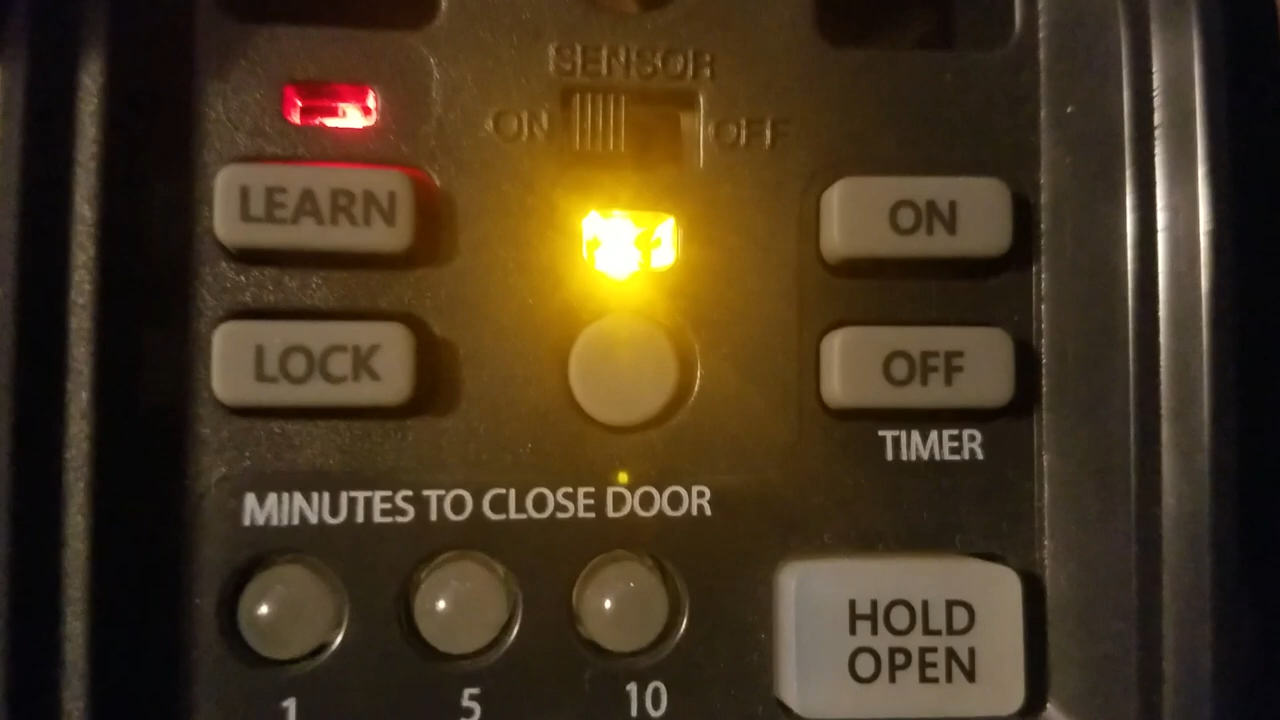 SENSOR
ON OFF
LEARN
ON
LOCK
OFF
TIMER
MINUTES TO CLOSE DOOR
HOLD
OPEN
1 5 10